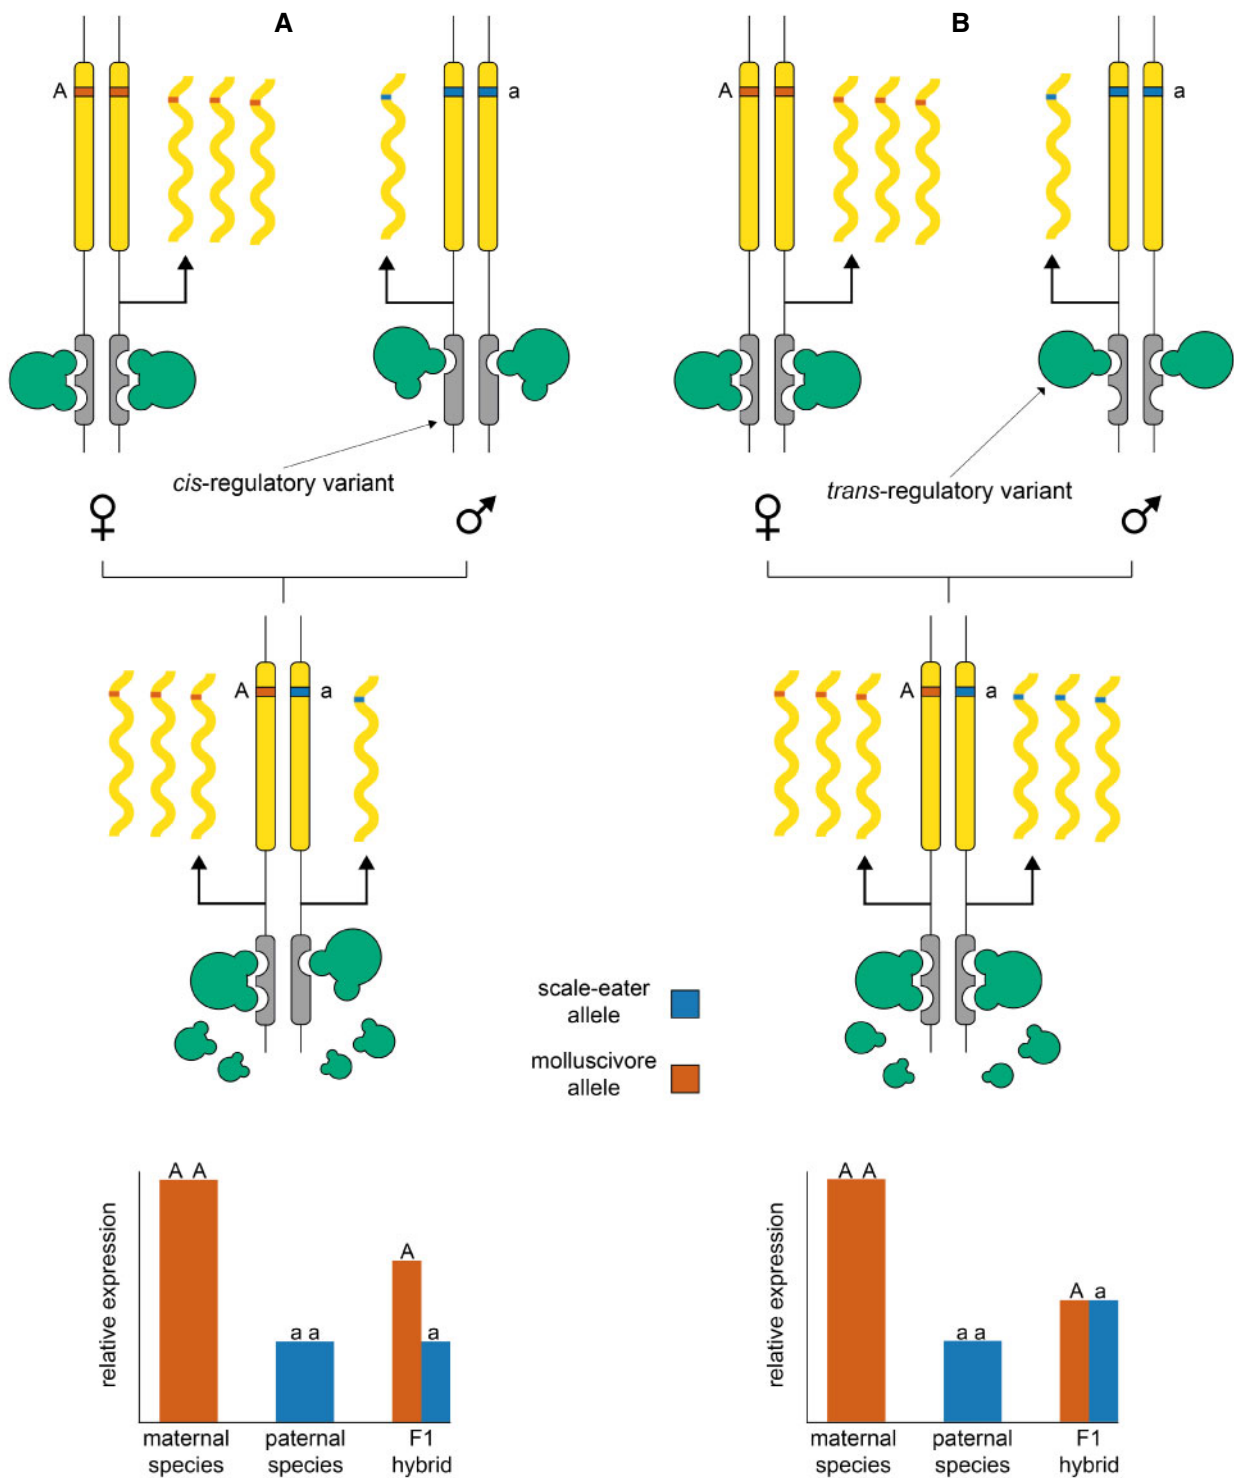 A
B
A
a
A
a
cis-regulatory variant
trans-regulatory variant
♀
♂
♀
♂
A
a
A
a
scale-eater
allele
molluscivore
allele
relative expression
A A
a a
A
a
maternal
species
paternal
species
F1
hybrid
relative expression
A A
a a
A
a
maternal
species
paternal
species
F1
hybrid